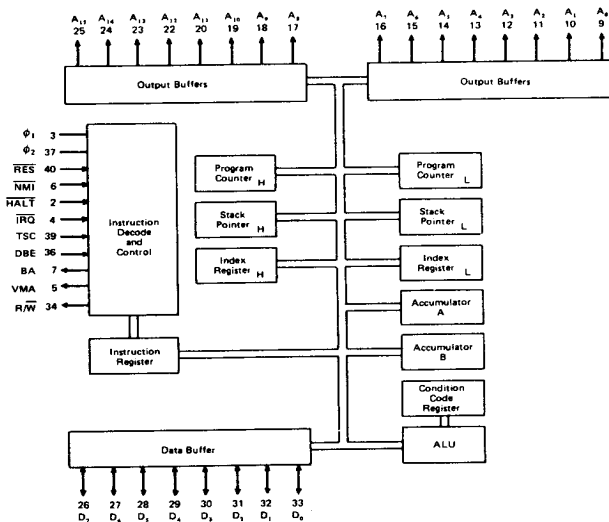 A₁₅ A₁₄ A₁₃ A₁₂ A₁₁ A₁₀ A₉ A₈ A₇ A₆ A₅ A₄ A₃ A₂ A₁ A₀
25 24 23 22 20 19 18 17 16 15 14 13 12 11 10 9
Output Buffers Output Buffers
ϕ₁ 3
ϕ₂ 37
R̅E̅S̅ 40
N̅M̅I̅ 6
H̅A̅L̅T̅ 2
I̅R̅Q̅ 4
TSC 39
DBE 36
BA 7
VMA 5
R/W̅ 34
Instruction
Decode
and
Control
Program
Counter H
Program
Counter L
Stack
Pointer H
Stack
Pointer L
Index
Register H
Index
Register L
Accumulator
A
Instruction
Register
Accumulator
B
Condition
Code
Register
Data Buffer
ALU
26 27 28 29 30 31 32 33
D₇ D₆ D₅ D₄ D₃ D₂ D₁ D₀